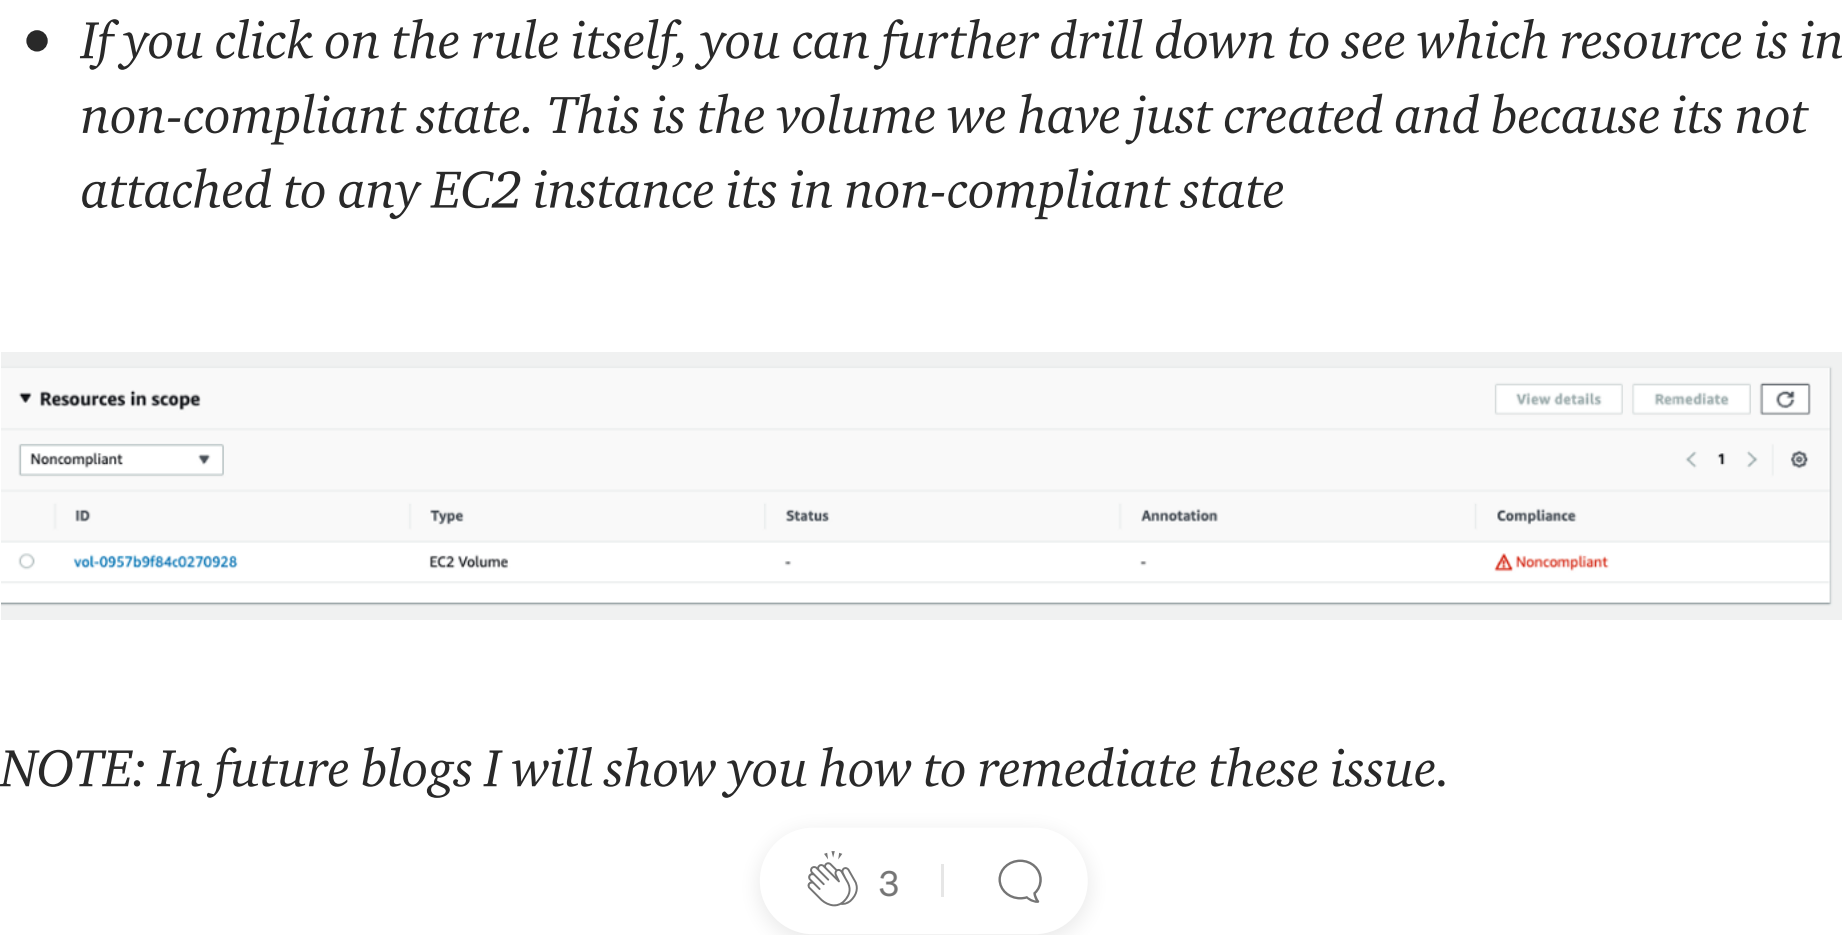 If you click on the rule itself, you can further drill down to see which resource is in
non-compliant state. This is the volume we have just created and because its not
attached to any EC2 instance its in non-compliant state
Resources in scope
View details
Remediate
Noncompliant
1
ID
Type
Status
Annotation
Compliance
vol-0957b9f84c0270928
EC2 Volume
-
-
Noncompliant
NOTE: In future blogs I will show you how to remediate these issue.
3